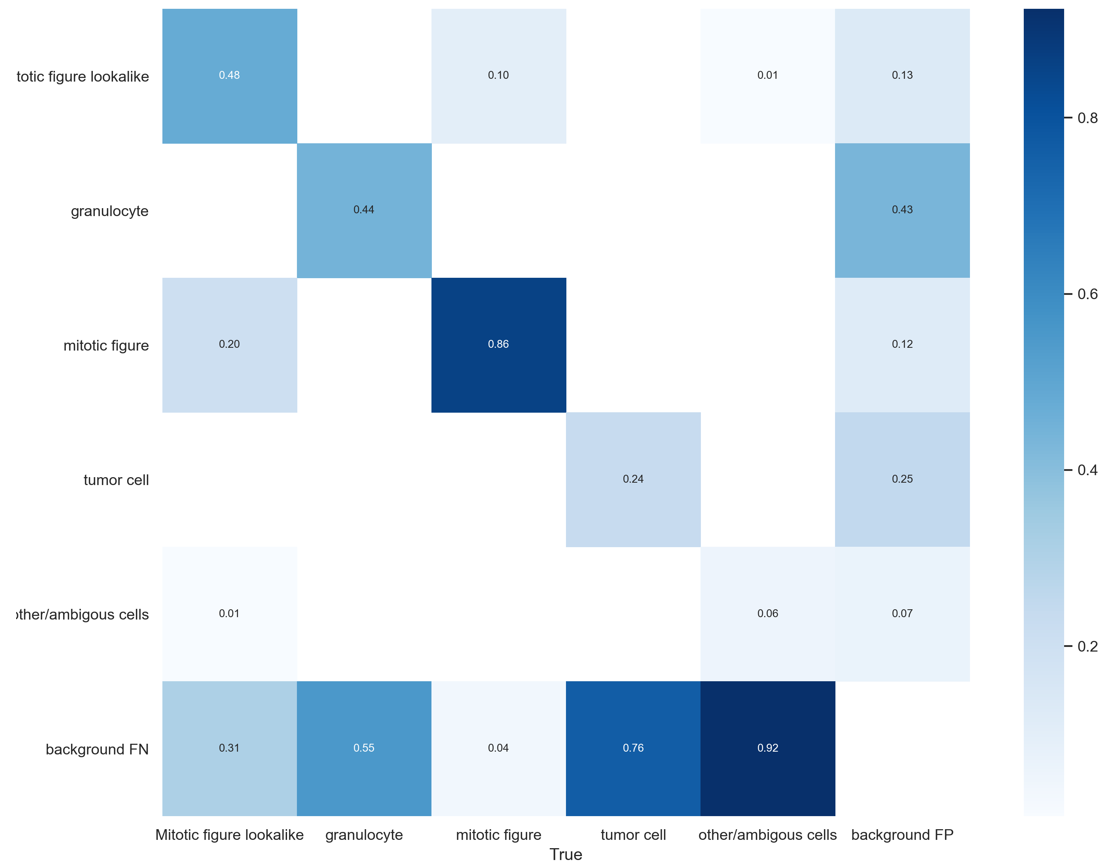 totic figure lookalike 0.48 0.10 0.01 0.13
0.8
granulocyte 0.44 0.43
0.6
mitotic figure 0.20 0.86 0.12
0.4
tumor cell 0.24 0.25
0.2
other/ambigous cells 0.01 0.06 0.07
background FN 0.31 0.55 0.04 0.76 0.92
Mitotic figure lookalike granulocyte mitotic figure tumor cell other/ambigous cells background FP
True